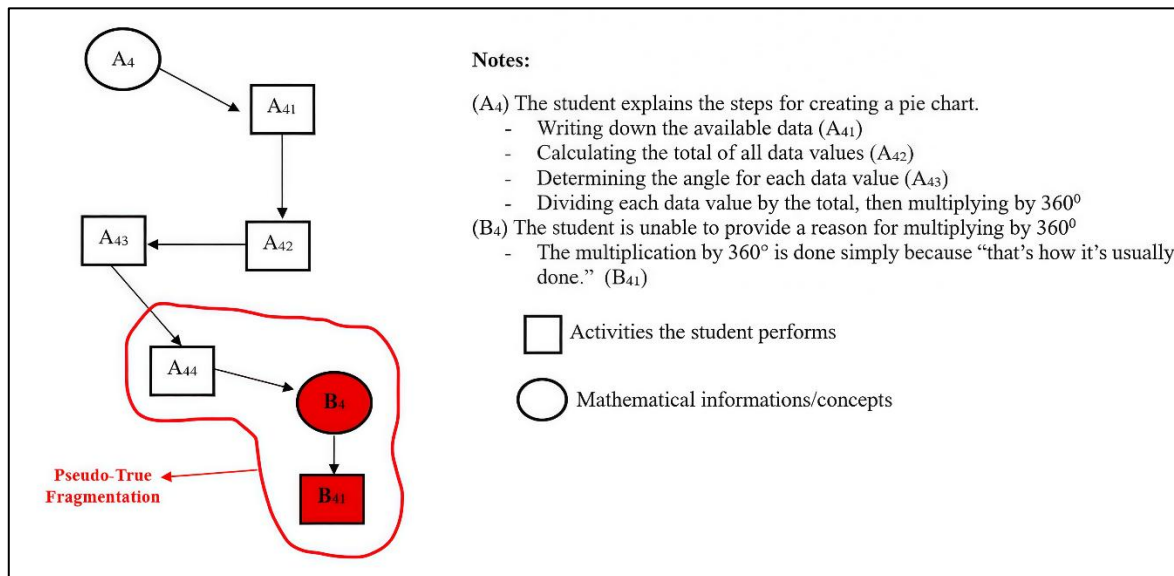 A₄
A₄₁
A₄₃
A₄₂
A₄₄
B₄
B₄₁
Pseudo-True
Fragmentation
Notes:
(A₄) The student explains the steps for creating a pie chart.
- Writing down the available data (A₄₁)
- Calculating the total of all data values (A₄₂)
- Determining the angle for each data value (A₄₃)
- Dividing each data value by the total, then multiplying by 360⁰
(B₄) The student is unable to provide a reason for multiplying by 360⁰
- The multiplication by 360° is done simply because “that’s how it’s usually
done.” (B₄₁)
Activities the student performs
Mathematical informations/concepts